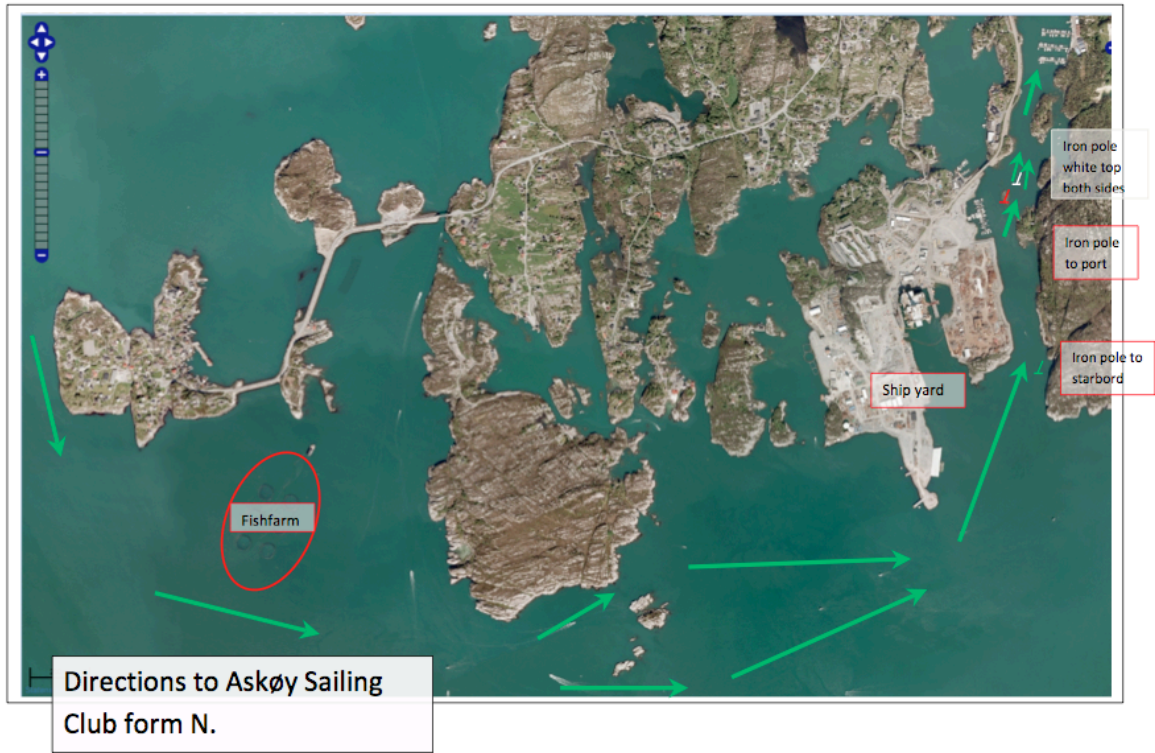 Iron pole
white top
both sides
Iron pole
to port
Iron pole to
starbord
Ship yard
Fishfarm
Directions to Askøy Sailing
Club form N.